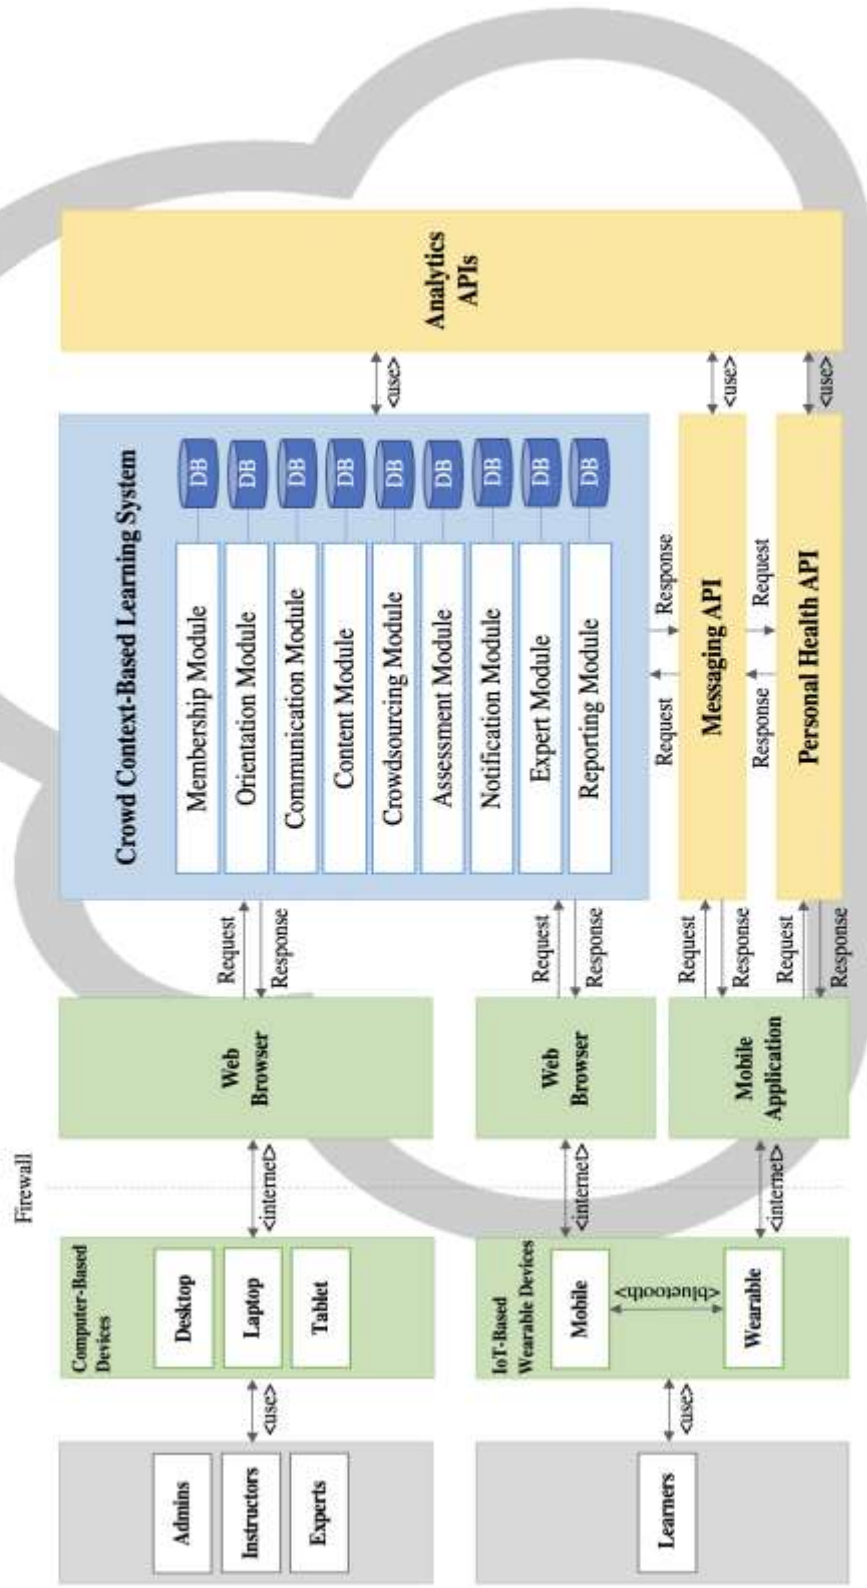 Admins
Instructors
Experts
Learners
<use>
<use>
Computer-Based
Devices
Desktop
Laptop
Tablet
IoT-Based
Wearable Devices
Mobile
<bluetooth>
Wearable
Firewall
<internet>
<internet>
<internet>
Web
Browser
Web
Browser
Mobile
Application
Request
Response
Request
Response
Request
Response
Request
Response
Crowd Context-Based Learning System
Membership Module
DB
Orientation Module
DB
Communication Module
DB
Content Module
DB
Crowdsourcing Module
DB
Assessment Module
DB
Notification Module
DB
Expert Module
DB
Reporting Module
DB
Request
Response
Messaging API
Response
Request
Personal Health API
<use>
<use>
<use>
Analytics
APIs